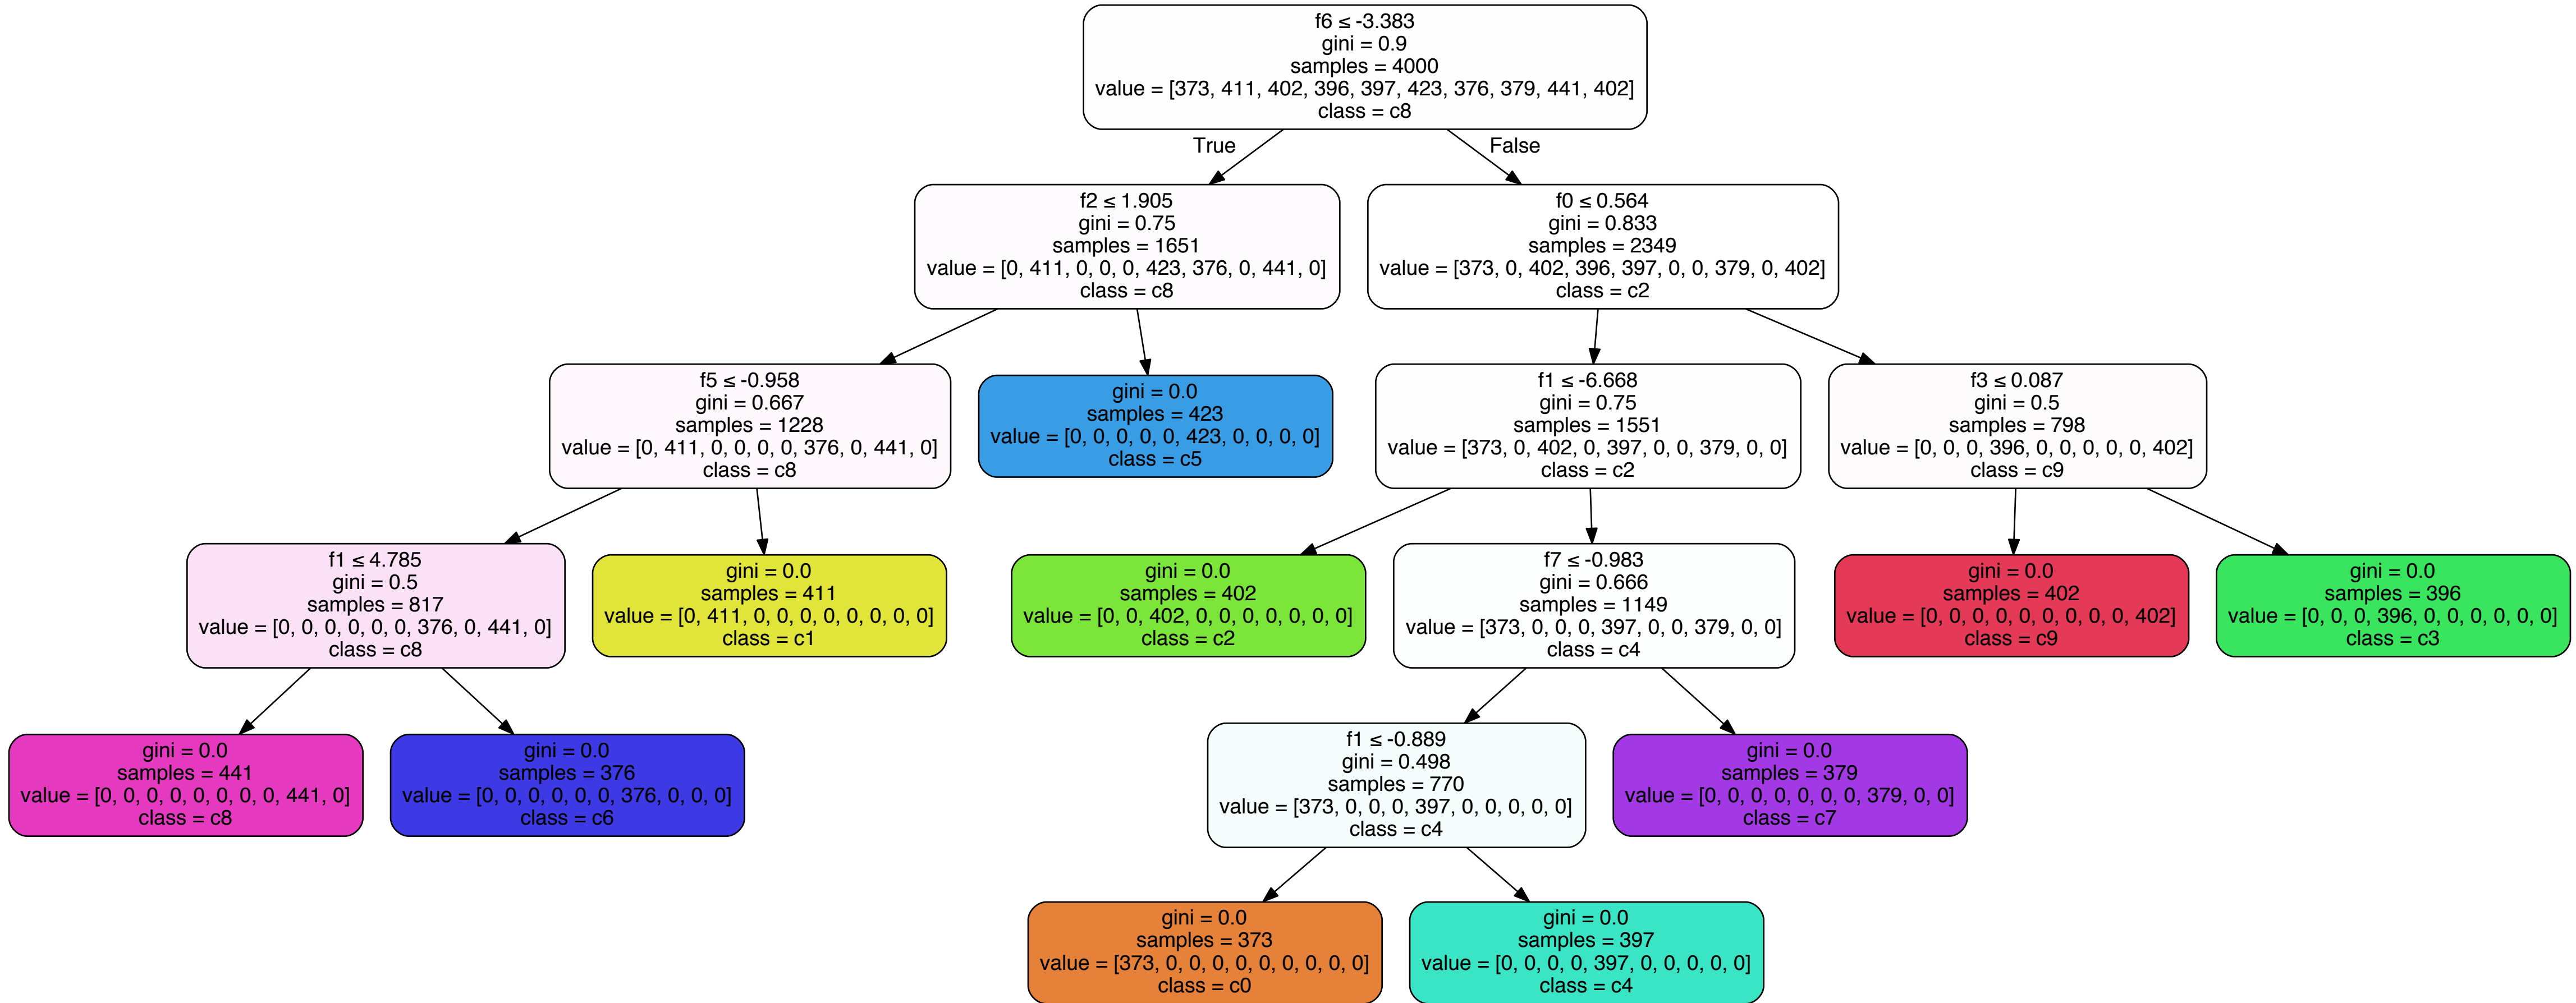 f6 ≤ -3.383
gini = 0.9
samples = 4000
value = [373, 411, 402, 396, 397, 423, 376, 379, 441, 402]
class = c8
True
False
f2 ≤ 1.905
gini = 0.75
samples = 1651
value = [0, 411, 0, 0, 0, 423, 376, 0, 441, 0]
class = c8
f0 ≤ 0.564
gini = 0.833
samples = 2349
value = [373, 0, 402, 396, 397, 0, 0, 379, 0, 402]
class = c2
f5 ≤ -0.958
gini = 0.667
samples = 1228
value = [0, 411, 0, 0, 0, 0, 376, 0, 441, 0]
class = c8
gini = 0.0
samples = 423
value = [0, 0, 0, 0, 0, 423, 0, 0, 0, 0]
class = c5
f1 ≤ -6.668
gini = 0.75
samples = 1551
value = [373, 0, 402, 0, 397, 0, 0, 379, 0, 0]
class = c2
f3 ≤ 0.087
gini = 0.5
samples = 798
value = [0, 0, 0, 396, 0, 0, 0, 0, 0, 402]
class = c9
f1 ≤ 4.785
gini = 0.5
samples = 817
value = [0, 0, 0, 0, 0, 0, 376, 0, 441, 0]
class = c8
gini = 0.0
samples = 411
value = [0, 411, 0, 0, 0, 0, 0, 0, 0, 0]
class = c1
gini = 0.0
samples = 402
value = [0, 0, 402, 0, 0, 0, 0, 0, 0, 0]
class = c2
f7 ≤ -0.983
gini = 0.666
samples = 1149
value = [373, 0, 0, 0, 397, 0, 0, 379, 0, 0]
class = c4
gini = 0.0
samples = 402
value = [0, 0, 0, 0, 0, 0, 0, 0, 0, 402]
class = c9
gini = 0.0
samples = 396
value = [0, 0, 0, 396, 0, 0, 0, 0, 0, 0]
class = c3
gini = 0.0
samples = 441
value = [0, 0, 0, 0, 0, 0, 0, 0, 441, 0]
class = c8
gini = 0.0
samples = 376
value = [0, 0, 0, 0, 0, 0, 376, 0, 0, 0]
class = c6
f1 ≤ -0.889
gini = 0.498
samples = 770
value = [373, 0, 0, 0, 397, 0, 0, 0, 0, 0]
class = c4
gini = 0.0
samples = 379
value = [0, 0, 0, 0, 0, 0, 0, 379, 0, 0]
class = c7
gini = 0.0
samples = 373
value = [373, 0, 0, 0, 0, 0, 0, 0, 0, 0]
class = c0
gini = 0.0
samples = 397
value = [0, 0, 0, 0, 397, 0, 0, 0, 0, 0]
class = c4